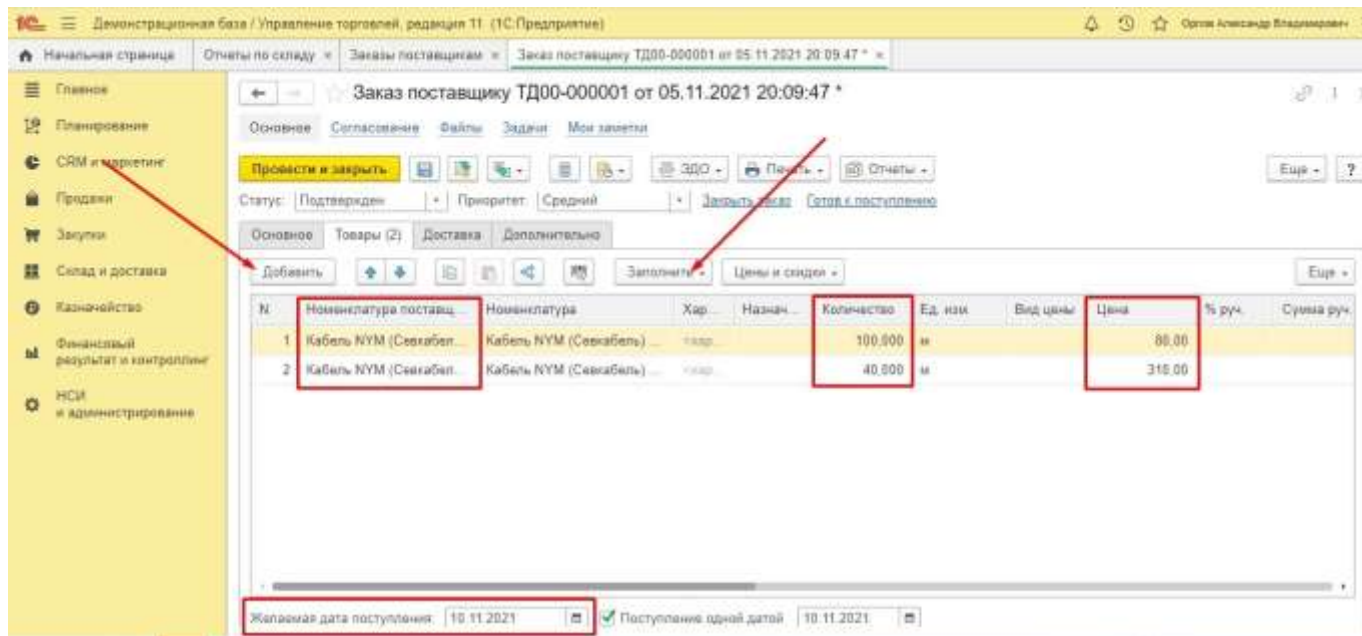 1С Демонстрационная база / Управление торговлей, редакция 11 (1С:Предприятие) Орлов Александр Владимирович
Начальная страница Отчеты по складу × Заказы поставщикам × Заказ поставщику ТД00-000001 от 05.11.2021 20:09:47 * ×
Главное
Планирование
CRM и маркетинг
Продажи
Закупки
Склад и доставка
Казначейство
Финансовый
результат и контроллинг
НСИ
и администрирование
Заказ поставщику ТД00-000001 от 05.11.2021 20:09:47 *
Основное Согласование Файлы Задачи Мои заметки
Провести и закрыть ЭДО Печать Отчеты Еще ?
Статус: Подтвержден Приоритет: Средний Закрыть заказ Готов к поступлению
Основное Товары (2) Доставка Дополнительно
Добавить Заполнить Цены и скидки Еще
N Номенклатура поставщ... Номенклатура Хар... Назнач... Количество Ед. изм. Вид цены Цена % руч. Сумма руч.
1 Кабель NYM (Севкабел... Кабель NYM (Севкабель) ... 100,000 м 80,00
2 Кабель NYM (Севкабел... Кабель NYM (Севкабель) ... 40,000 м 318,00
Желаемая дата поступления: 10.11.2021 Поступление одной датой 10.11.2021